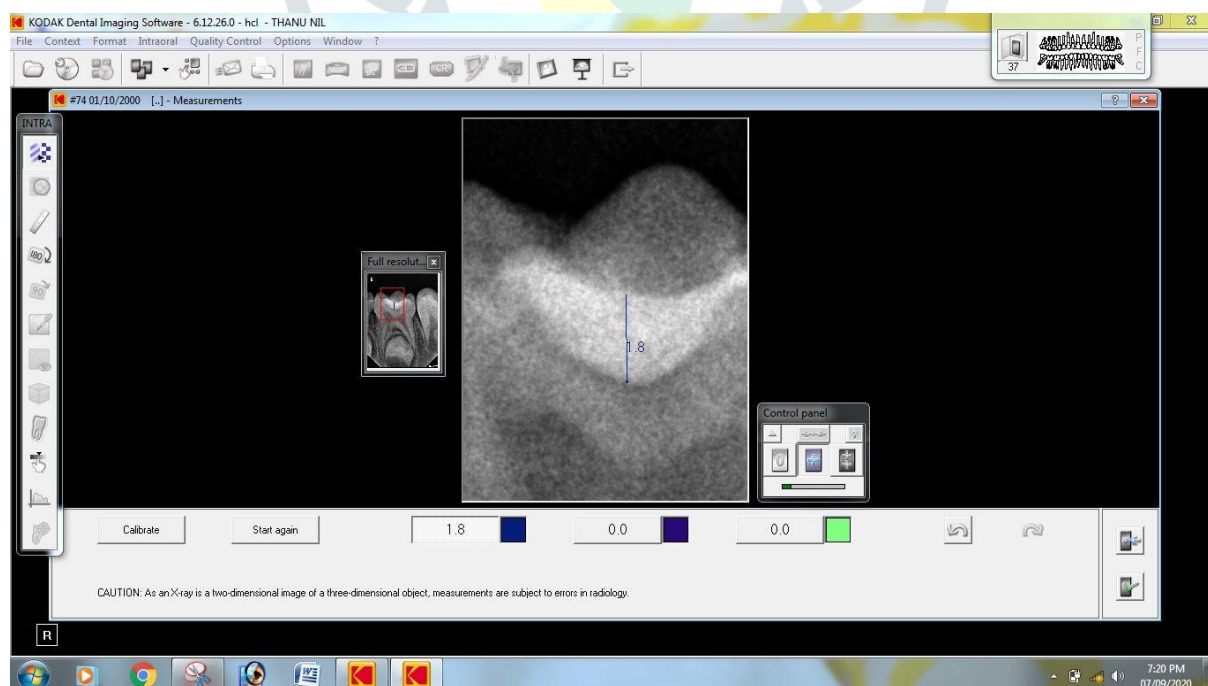 KODAK Dental Imaging Software - 6.12.26.0 - hcl - THANU NIL
File Context Format Intraoral Quality Control Options Window ?
P
F
C
37
#74 01/10/2000 [..] - Measurements
INTRA
180
90
Full resolut...
1.8
Control panel
Calibrate
Start again
1.8
0.0
0.0
CAUTION: As an X-ray is a two-dimensional image of a three-dimensional object, measurements are subject to errors in radiology.
R
7:20 PM
07/09/2020